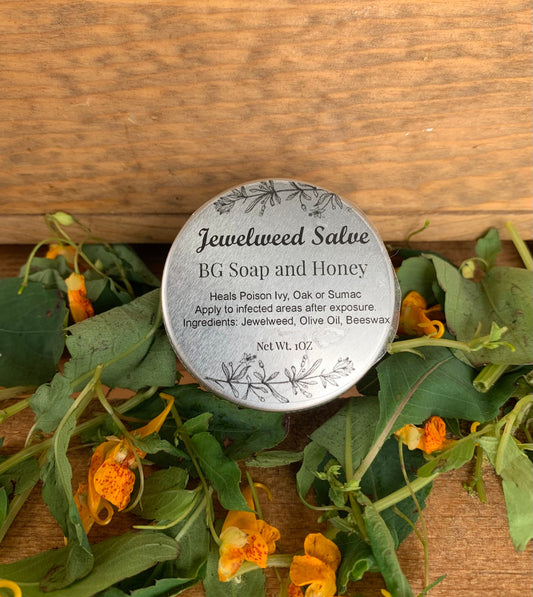 Jewelweed Salve
BG Soap and Honey
Heals Poison Ivy, Oak or Sumac
Apply to infected areas after exposure.
Ingredients: Jewelweed, Olive Oil, Beeswax
Net Wt. 1OZ